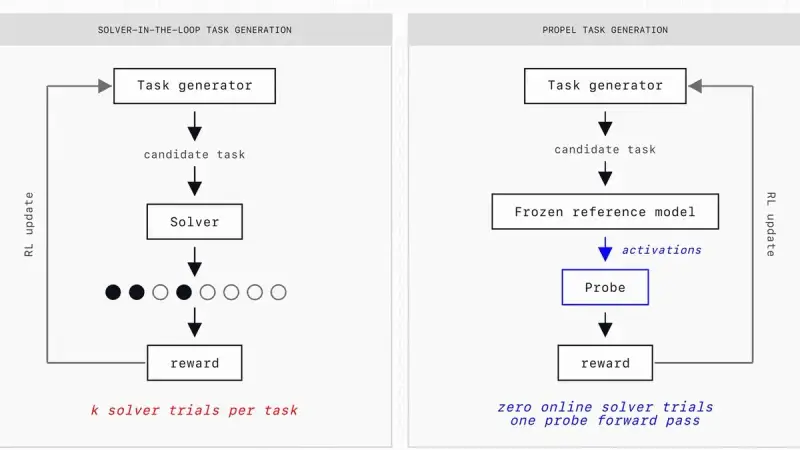 SOLVER-IN-THE-LOOP TASK GENERATION
Task generator
candidate task
Solver
reward
RL update
k solver trials per task
PROPEL TASK GENERATION
Task generator
candidate task
Frozen reference model
activations
Probe
reward
RL update
zero online solver trials
one probe forward pass